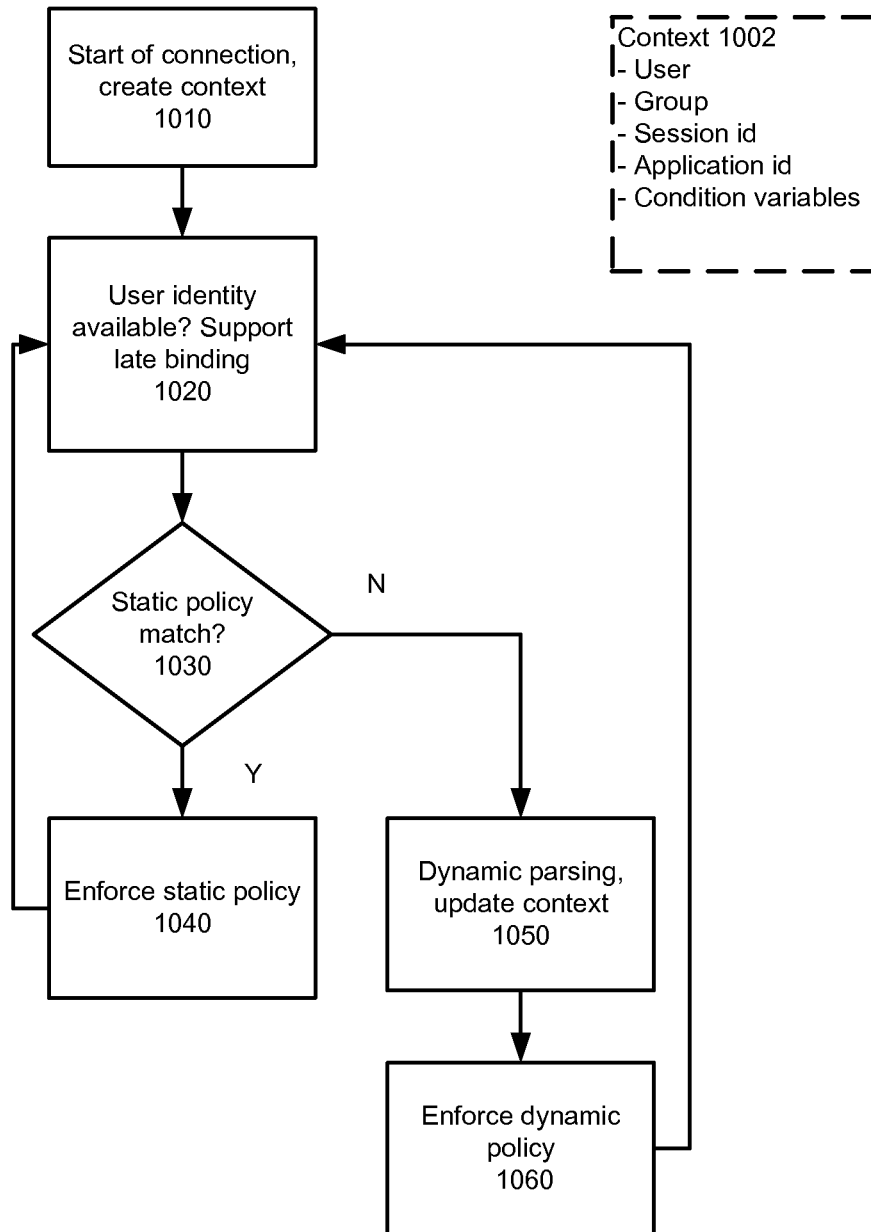 Start of connection,
create context
1010
Context 1002
- User
- Group
- Session id
- Application id
- Condition variables
User identity
available? Support
late binding
1020
Static policy
match?
1030
N
Y
Enforce static policy
1040
Dynamic parsing,
update context
1050
Enforce dynamic
policy
1060